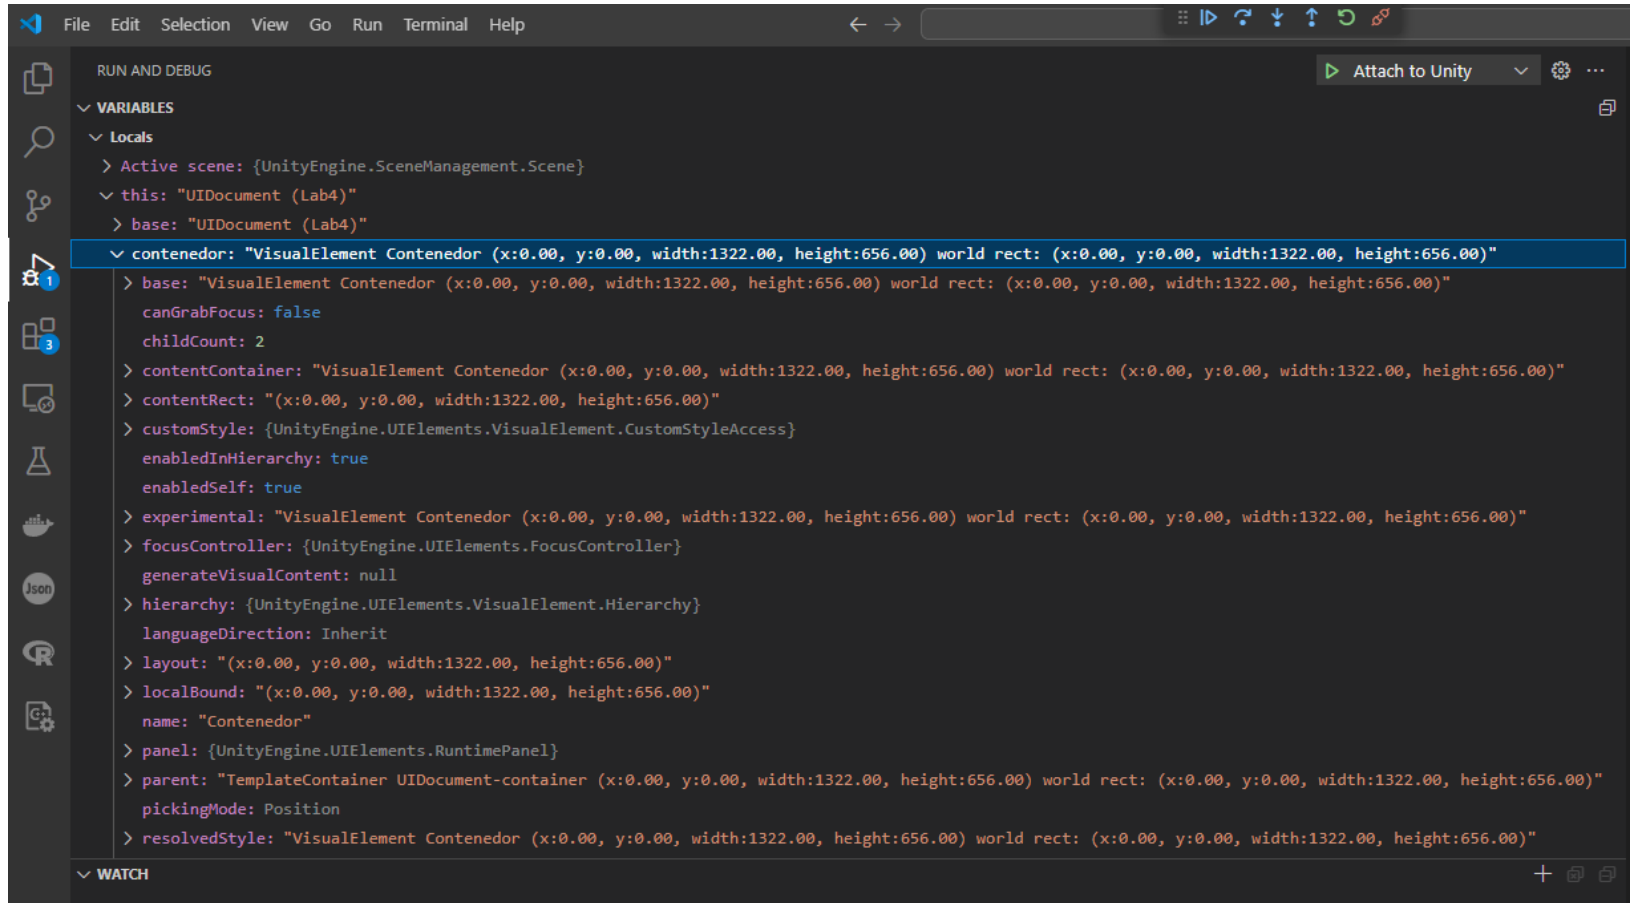 File Edit Selection View Go Run Terminal Help
RUN AND DEBUG
Attach to Unity
VARIABLES
Locals
Active scene: {UnityEngine.SceneManagement.Scene}
this: "UIDocument (Lab4)"
base: "UIDocument (Lab4)"
contenedor: "VisualElement Contenedor (x:0.00, y:0.00, width:1322.00, height:656.00) world rect: (x:0.00, y:0.00, width:1322.00, height:656.00)"
base: "VisualElement Contenedor (x:0.00, y:0.00, width:1322.00, height:656.00) world rect: (x:0.00, y:0.00, width:1322.00, height:656.00)"
1
canGrabFocus: false
childCount: 2
3
contentContainer: "VisualElement Contenedor (x:0.00, y:0.00, width:1322.00, height:656.00) world rect: (x:0.00, y:0.00, width:1322.00, height:656.00)"
contentRect: "(x:0.00, y:0.00, width:1322.00, height:656.00)"
customStyle: {UnityEngine.UIElements.VisualElement.CustomStyleAccess}
enabledInHierarchy: true
enabledSelf: true
experimental: "VisualElement Contenedor (x:0.00, y:0.00, width:1322.00, height:656.00) world rect: (x:0.00, y:0.00, width:1322.00, height:656.00)"
focusController: {UnityEngine.UIElements.FocusController}
generateVisualContent: null
Json
hierarchy: {UnityEngine.UIElements.VisualElement.Hierarchy}
languageDirection: Inherit
R
layout: "(x:0.00, y:0.00, width:1322.00, height:656.00)"
localBound: "(x:0.00, y:0.00, width:1322.00, height:656.00)"
name: "Contenedor"
panel: {UnityEngine.UIElements.RuntimePanel}
parent: "TemplateContainer UIDocument-container (x:0.00, y:0.00, width:1322.00, height:656.00) world rect: (x:0.00, y:0.00, width:1322.00, height:656.00)"
pickingMode: Position
resolvedStyle: "VisualElement Contenedor (x:0.00, y:0.00, width:1322.00, height:656.00) world rect: (x:0.00, y:0.00, width:1322.00, height:656.00)"
WATCH